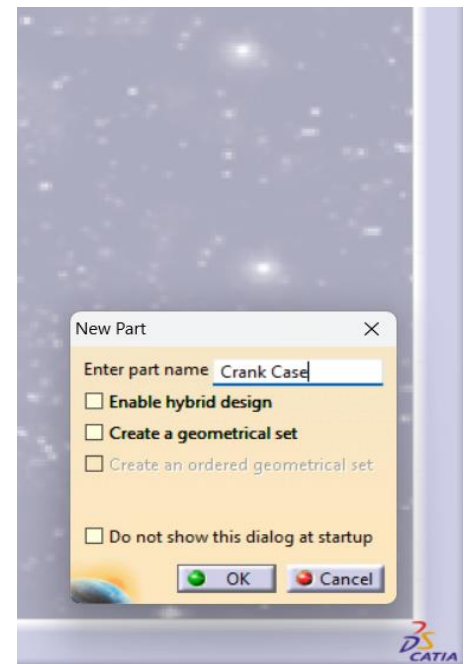 New Part
Enter part name Crank Case
Enable hybrid design
Create a geometrical set
Create an ordered geometrical set
Do not show this dialog at startup
OK Cancel
CATIA